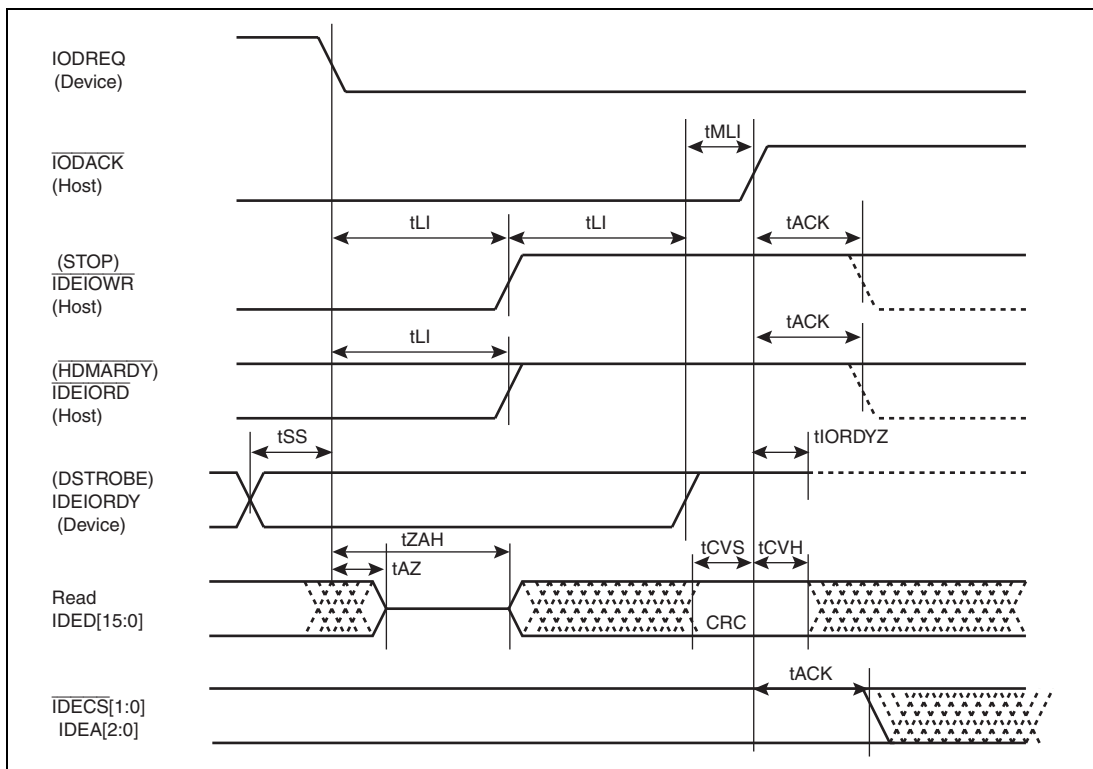 IODREQ
(Device)
tMLI
IODACK
(Host)
tLI tLI tACK
(STOP)
IDEIOWR
(Host)
tLI tACK
(HDMARDY)
IDEIORD
(Host)
tSS tIORDYZ
(DSTROBE)
IDEIORDY
(Device)
tZAH tCVS tCVH
tAZ
Read
IDED[15:0]
CRC
tACK
IDECS[1:0]
IDEA[2:0]